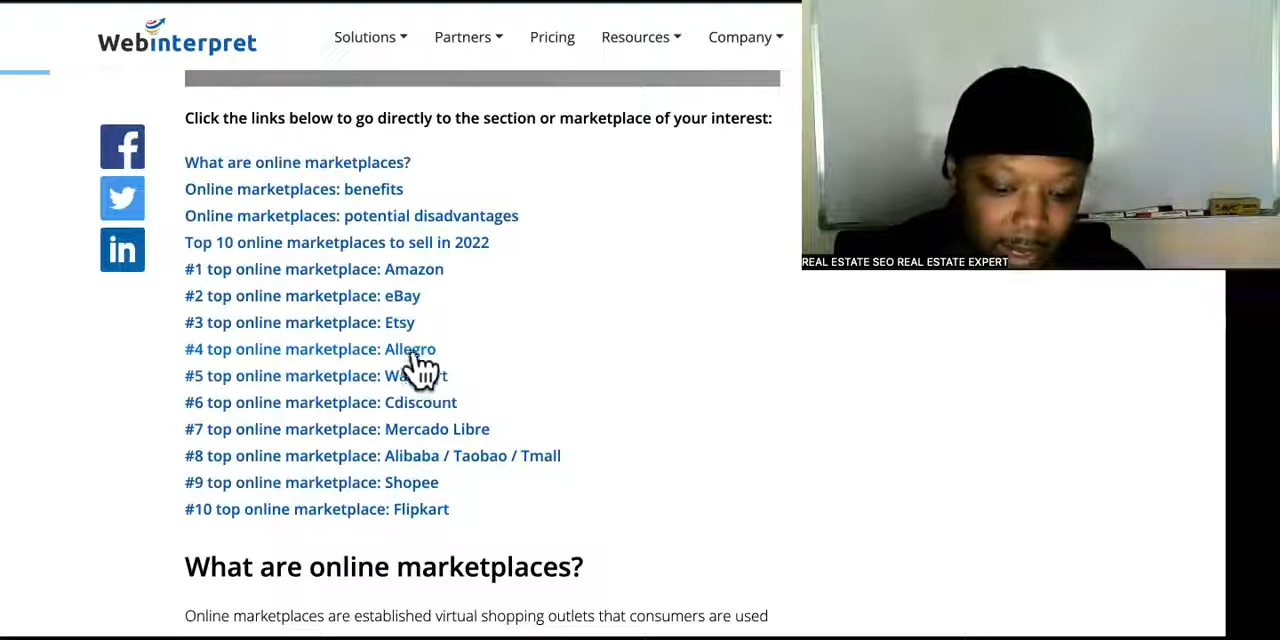 Webinterpret
Solutions Partners Pricing Resources Company
Click the links below to go directly to the section or marketplace of your interest:
What are online marketplaces?
Online marketplaces: benefits
Online marketplaces: potential disadvantages
Top 10 online marketplaces to sell in 2022
#1 top online marketplace: Amazon
#2 top online marketplace: eBay
#3 top online marketplace: Etsy
#4 top online marketplace: Allegro
#5 top online marketplace:
#6 top online marketplace: Cdiscount
#7 top online marketplace: Mercado Libre
#8 top online marketplace: Alibaba / Taobao / Tmall
#9 top online marketplace: Shopee
#10 top online marketplace: Flipkart
What are online marketplaces?
Online marketplaces are established virtual shopping outlets that consumers are used
REAL ESTATE SEO REAL ESTATE EXPERT